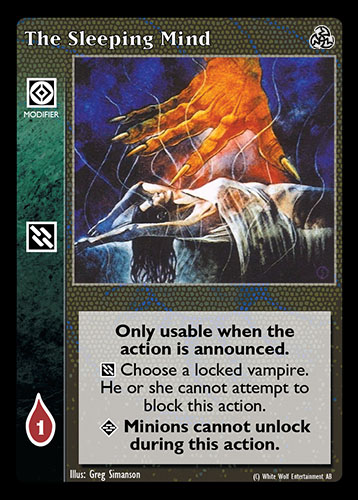 The Sleeping Mind
MODIFIER
Only usable when the
action is announced.
Choose a locked vampire.
He or she cannot attempt to
block this action.
Minions cannot unlock
during this action.
1
Illus: Greg Simanson
(C) White Wolf Entertainment AB